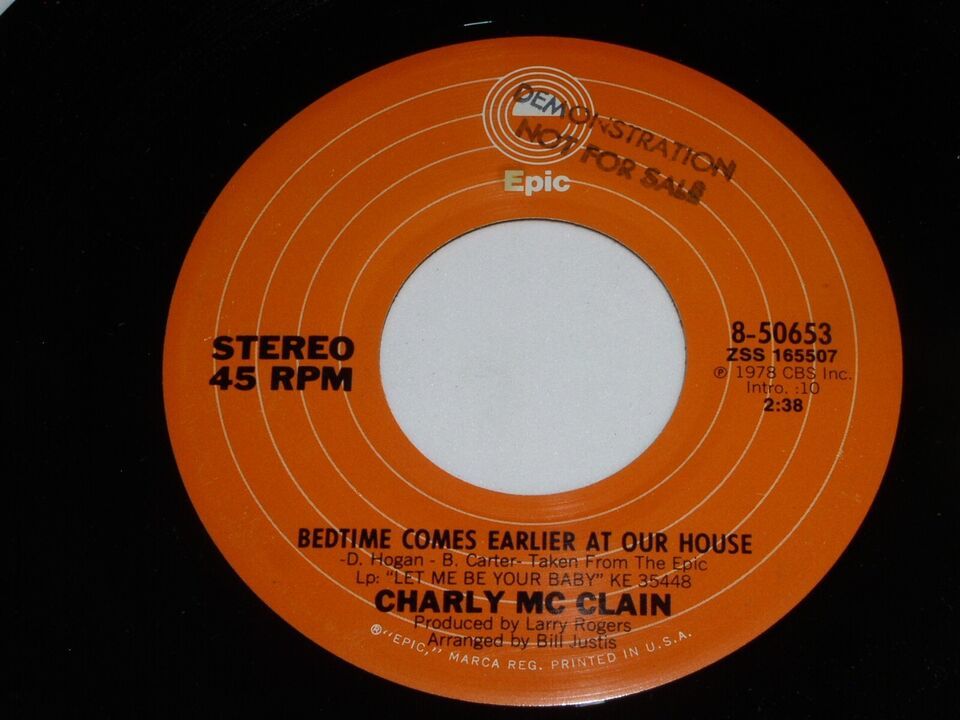 DEMONSTRATION
NOT FOR SALE
Epic
STEREO
45 RPM
8-50653
ZSS 165507
℗ 1978 CBS Inc.
Intro. :10
2:38
BEDTIME COMES EARLIER AT OUR HOUSE
-D. Hogan - B. Carter- Taken From The Epic
Lp: "LET ME BE YOUR BABY" KE 35448
CHARLY MC CLAIN
Produced by Larry Rogers
Arranged by Bill Justis
®"EPIC," MARCA REG. PRINTED IN U.S.A.